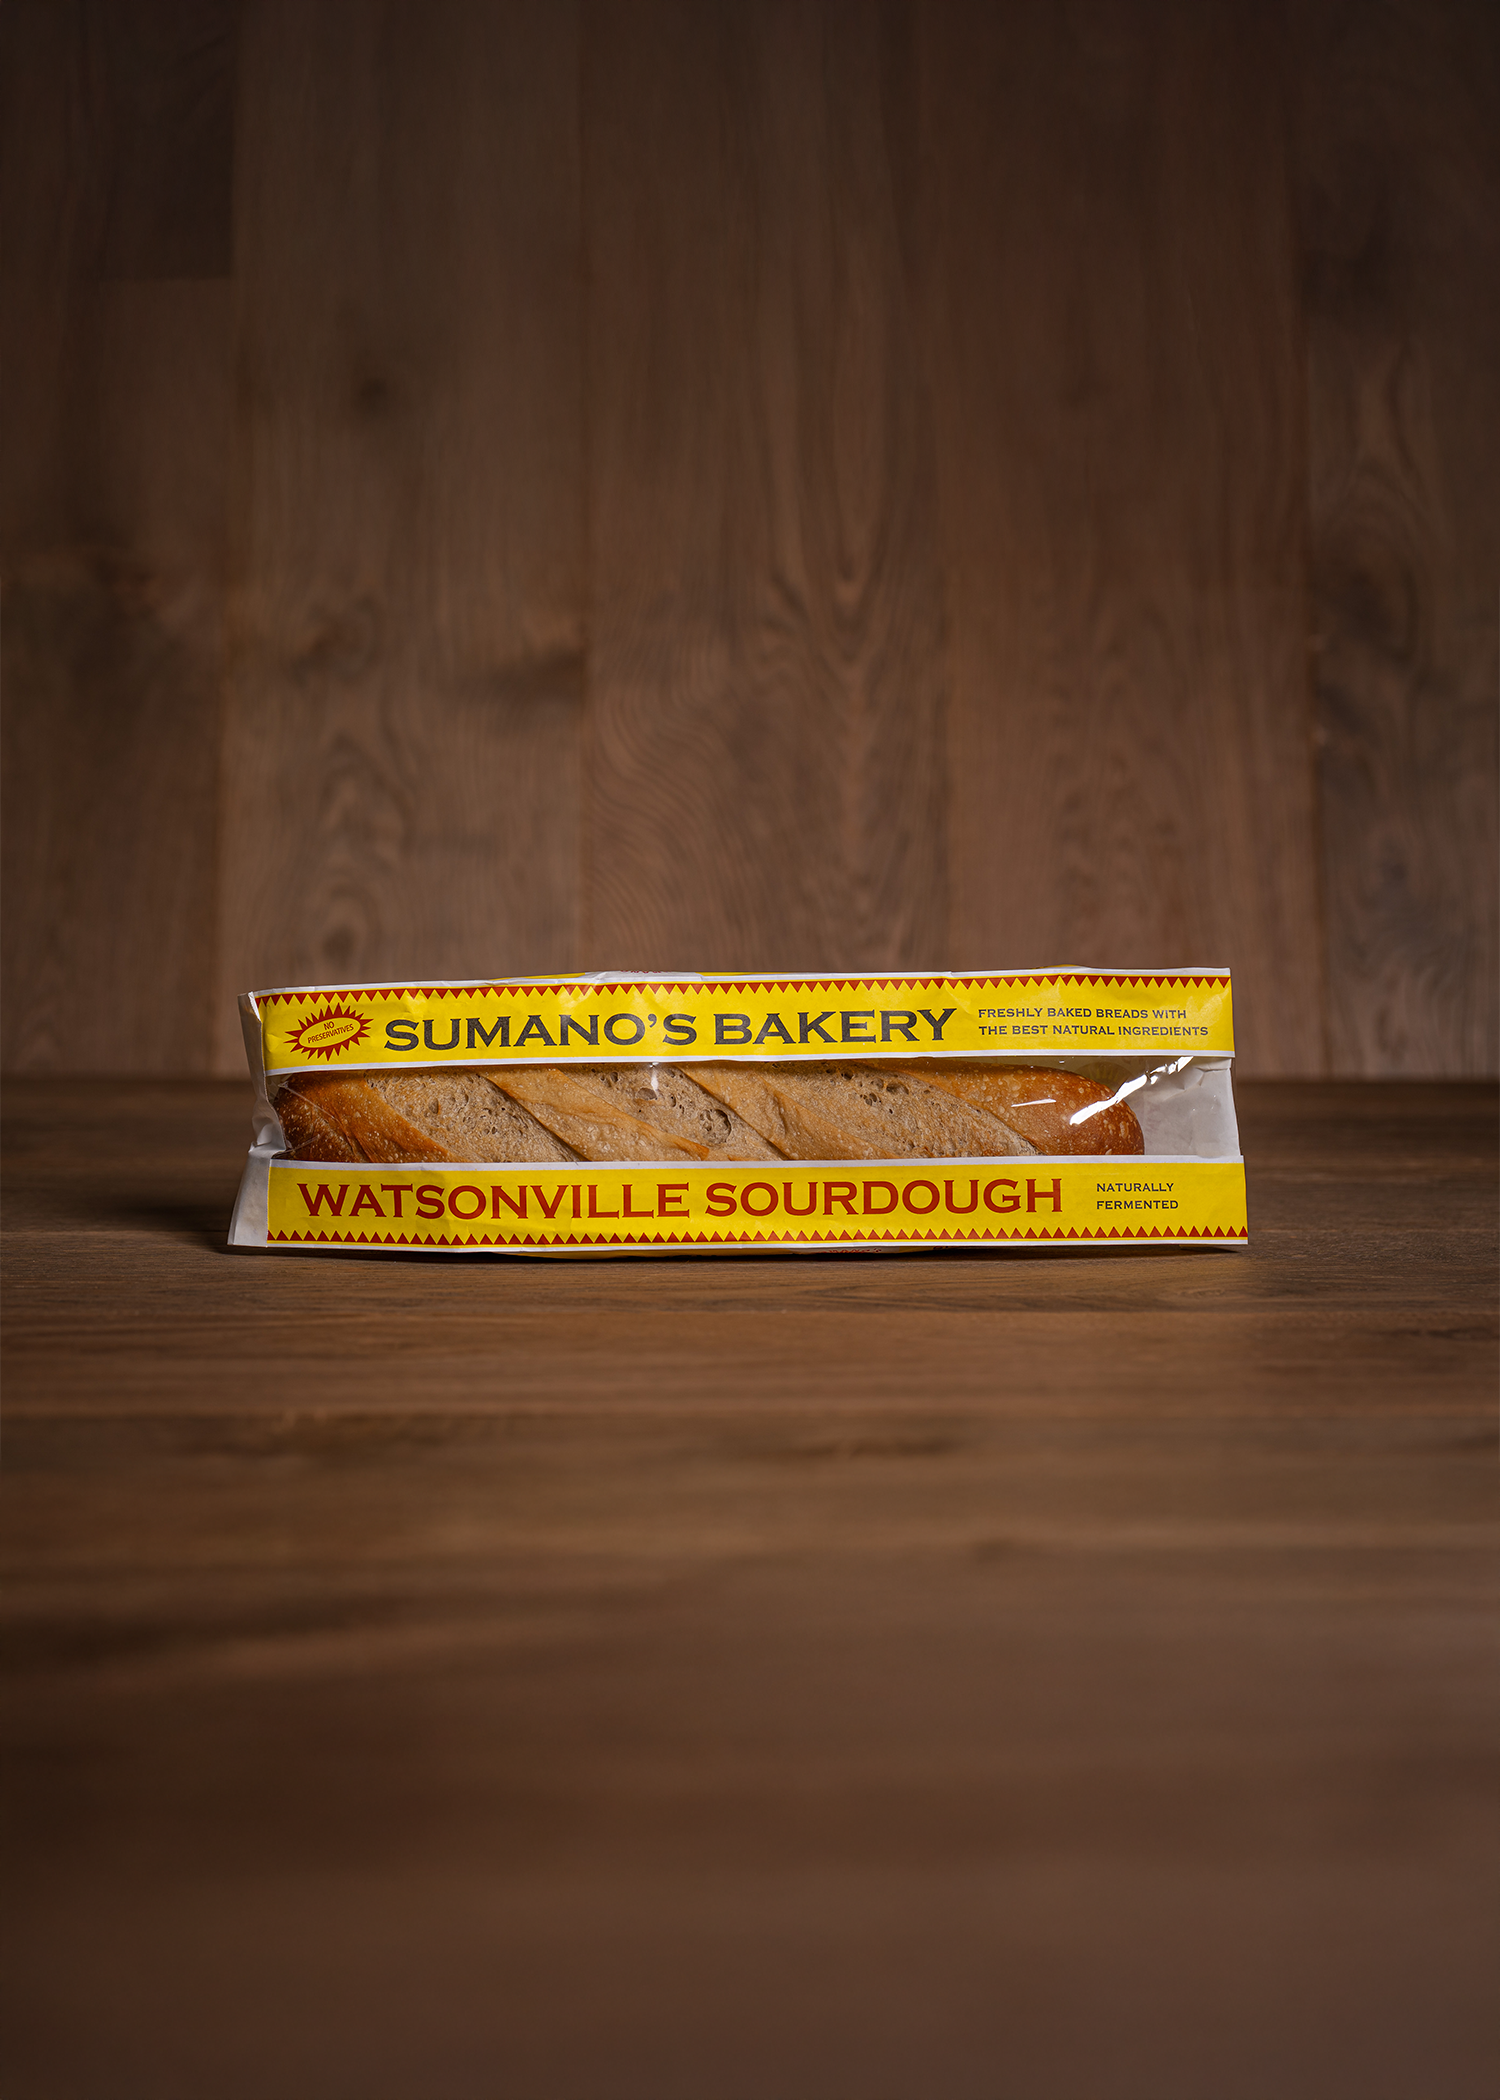 NO
PRESERVATIVES
SUMANO'S BAKERY
FRESHLY BAKED BREADS WITH
THE BEST NATURAL INGREDIENTS
WATSONVILLE SOURDOUGH
NATURALLY
FERMENTED